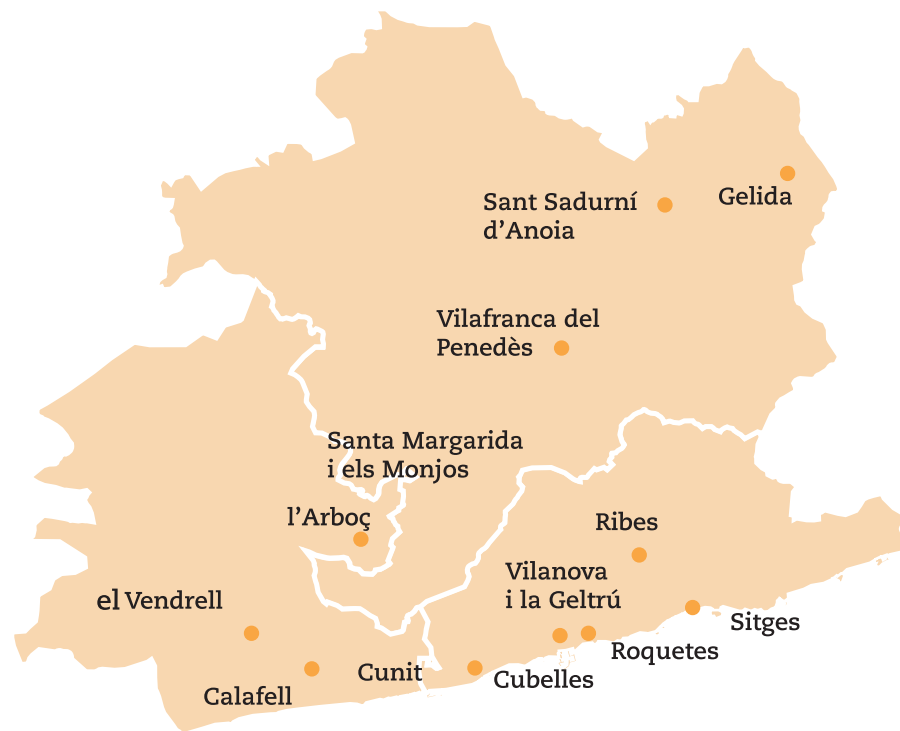 Sant Sadurní
d'Anoia
Gelida
Vilafranca del
Penedès
Santa Margarida
i els Monjos
l'Arboç
Ribes
Vilanova
i la Geltrú
el Vendrell
Sitges
Roquetes
Cunit
Cubelles
Calafell